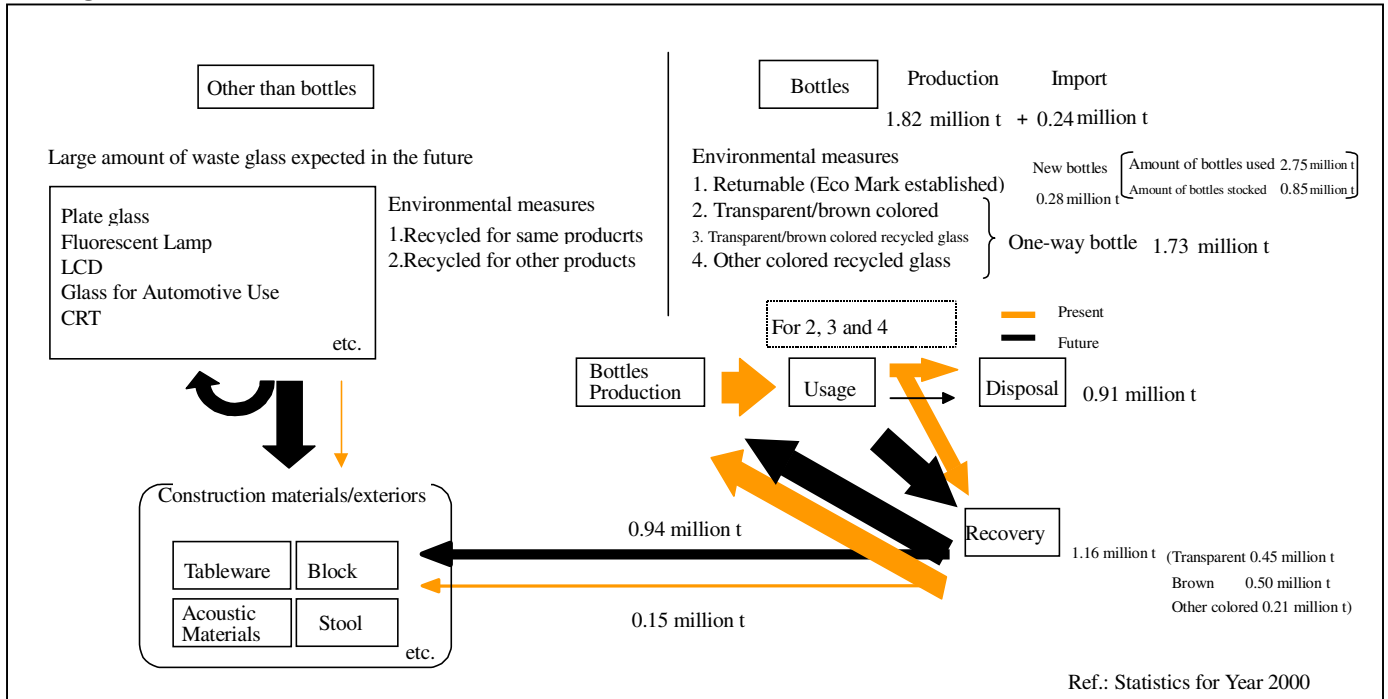 Other than bottles
Large amount of waste glass expected in the future
Plate glass
Fluorescent Lamp
LCD
Glass for Automotive Use
CRT
etc.
Environmental measures
1.Recycled for same producrts
2.Recycled for other products
Bottles
Production
Import
1.82 million t + 0.24 million t
Environmental measures
1. Returnable (Eco Mark established)
2. Transparent/brown colored
3. Transparent/brown colored recycled glass
4. Other colored recycled glass
New bottles
0.28 million t
Amount of bottles used 2.75 million t
Amount of bottles stocked 0.85 million t
One-way bottle 1.73 million t
For 2, 3 and 4
Present
Future
Bottles
Production
Usage
Disposal
0.91 million t
Construction materials/exteriors
Tableware
Block
Acoustic
Materials
Stool
etc.
0.94 million t
0.15 million t
Recovery
1.16 million t (Transparent 0.45 million t
Brown 0.50 million t
Other colored 0.21 million t)
Ref.: Statistics for Year 2000